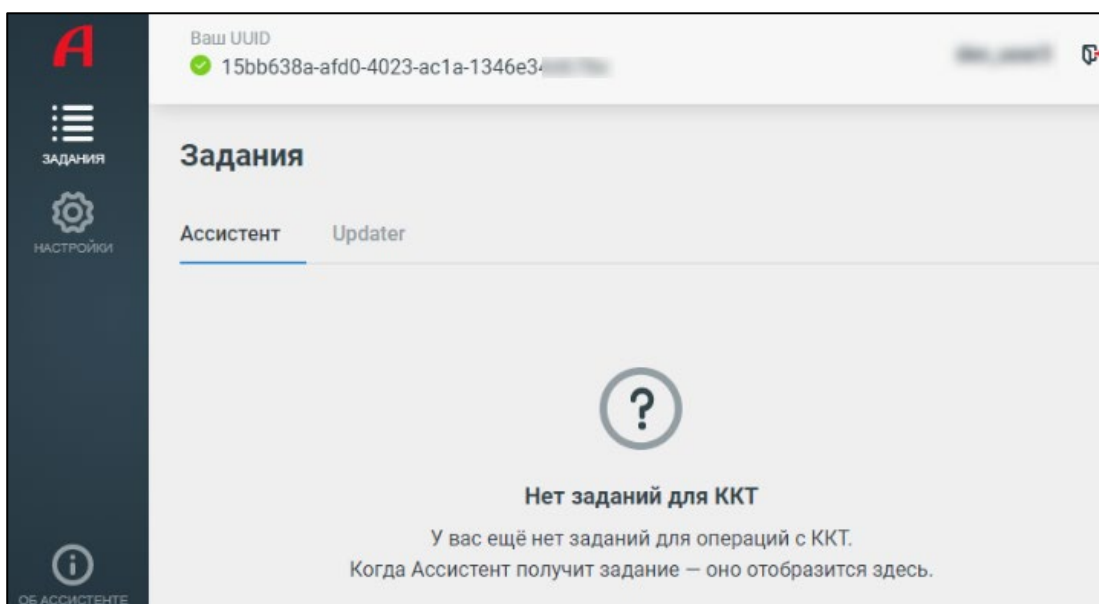 Ваш UUID
15bb638a-afd0-4023-ac1a-1346e34
ЗАДАНИЯ
НАСТРОЙКИ
ОБ АССИСТЕНТЕ
Задания
Ассистент Updater
Нет заданий для ККТ
У вас ещё нет заданий для операций с ККТ.
Когда Ассистент получит задание — оно отобразится здесь.